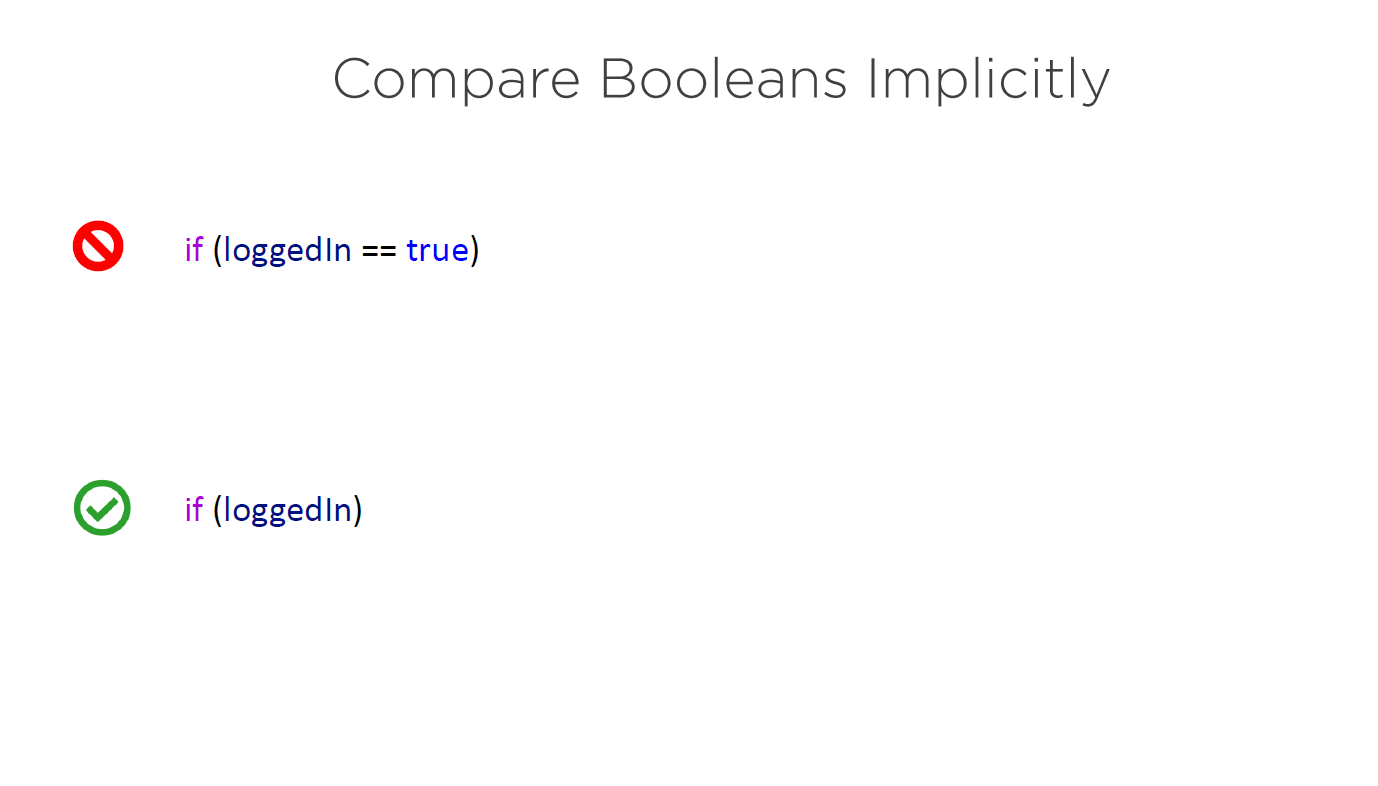 Compare Booleans Implicitly
if (loggedIn == true)
if (loggedIn)